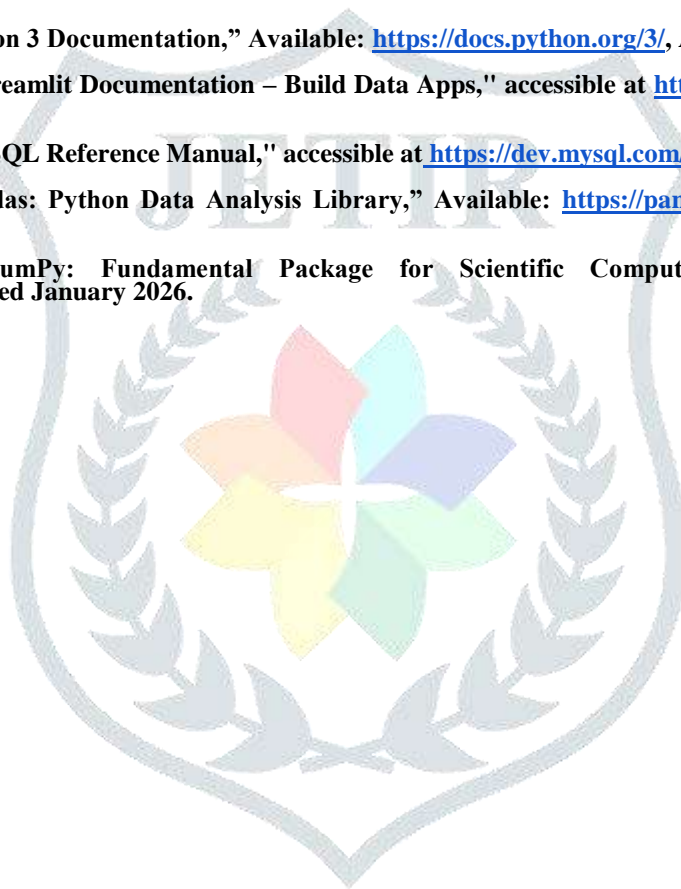 on 3 Documentation,” Available: https://docs.python.org/3/, A
reamlit Documentation – Build Data Apps," accessible at htt
QL Reference Manual," accessible at https://dev.mysql.com/
das: Python Data Analysis Library,” Available: https://pan
umPy: Fundamental Package for Scientific Comput
ed January 2026.
JETIR